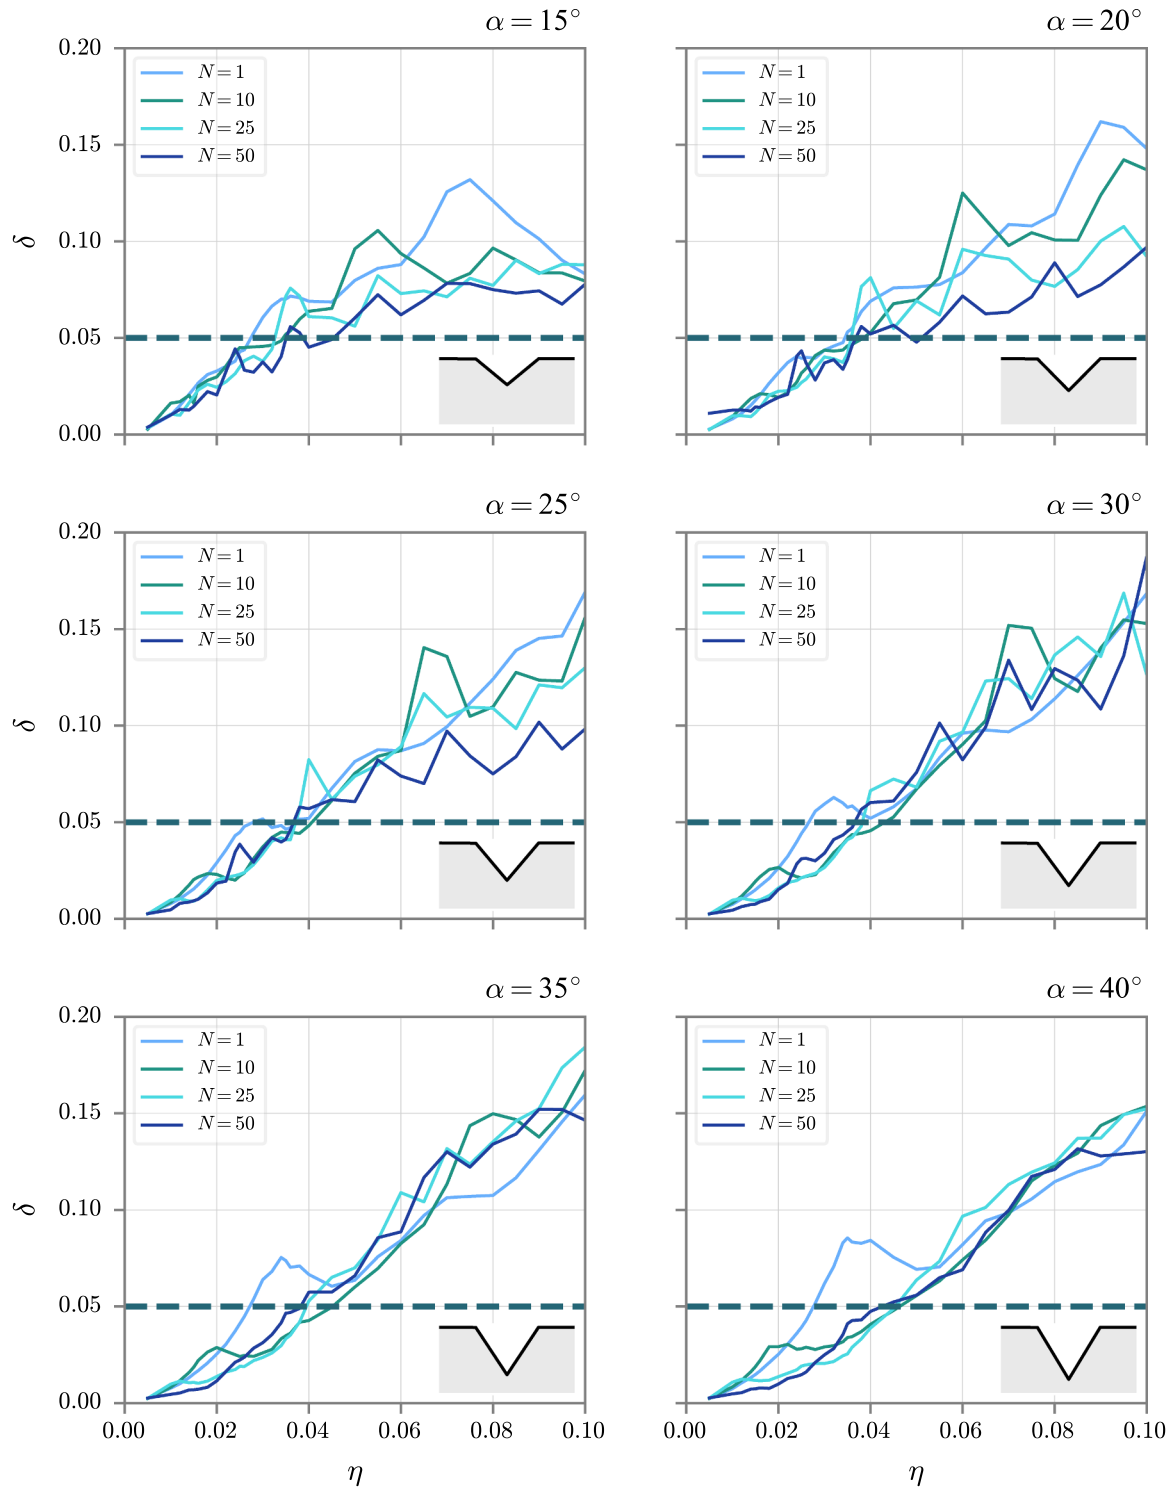 α = 15°
α = 20°
0.20
0.15
0.10
0.05
0.00
δ
N = 1
N = 10
N = 25
N = 50
N = 1
N = 10
N = 25
N = 50
α = 25°
α = 30°
0.20
0.15
0.10
0.05
0.00
δ
N = 1
N = 10
N = 25
N = 50
N = 1
N = 10
N = 25
N = 50
α = 35°
α = 40°
0.20
0.15
0.10
0.05
0.00
δ
N = 1
N = 10
N = 25
N = 50
N = 1
N = 10
N = 25
N = 50
0.00 0.02 0.04 0.06 0.08 0.10
0.00 0.02 0.04 0.06 0.08 0.10
η
η